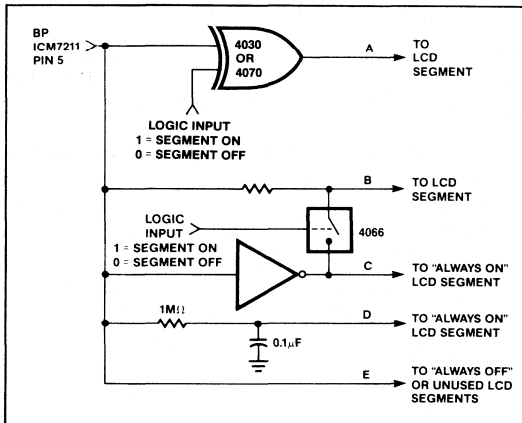 BP
ICM7211
PIN 5
4030
OR
4070
A
TO
LCD
SEGMENT
LOGIC INPUT
1 = SEGMENT ON
0 = SEGMENT OFF
B
TO LCD
SEGMENT
LOGIC
INPUT
4066
1 = SEGMENT ON
0 = SEGMENT OFF
C
TO “ALWAYS ON”
LCD SEGMENT
1MΩ
D
TO “ALWAYS ON”
LCD SEGMENT
0.1μF
E
TO “ALWAYS OFF”
OR UNUSED LCD
SEGMENTS